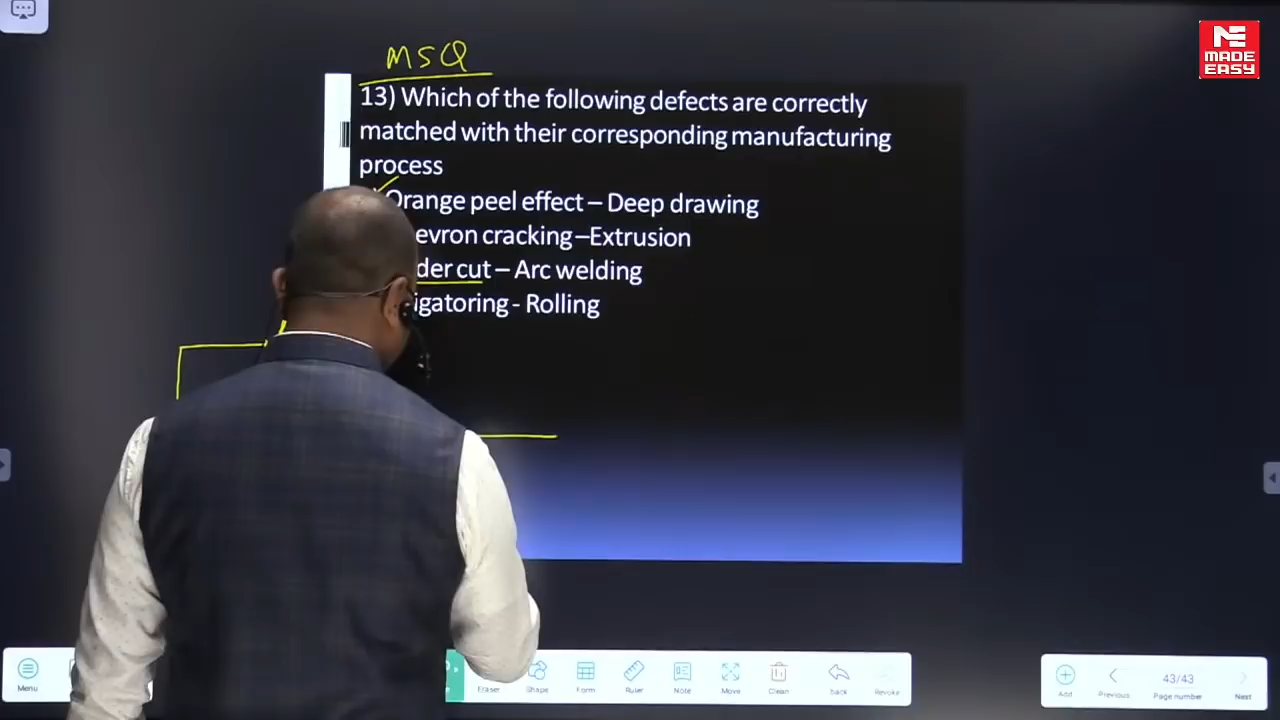 MADE
EASY
MSQ
13) Which of the following defects are correctly
matched with their corresponding manufacturing
process
Orange peel effect – Deep drawing
evron cracking –Extrusion
der cut – Arc welding
igatoring - Rolling
Menu
Eraser
Shape
Form
Ruler
Note
Move
Clean
back
Revoke
Add
Previous
43/43
Page number
Next